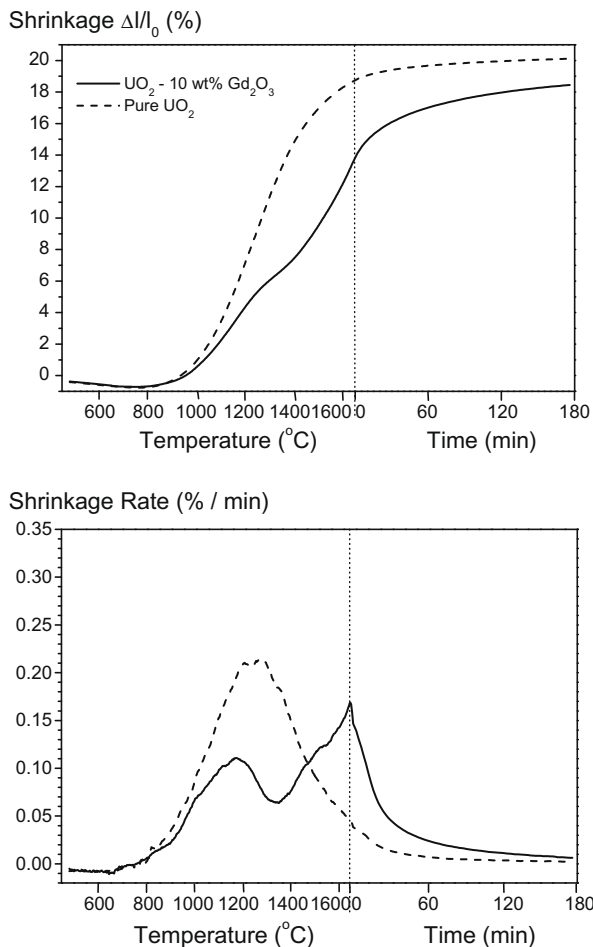 Shrinkage Δl/l₀ (%)
20
18
16
14
12
10
8
6
4
2
0
UO₂ - 10 wt% Gd₂O₃
Pure UO₂
600 800 1000 1200 1400 1600 0 60 180
Temperature (°C) Time (min)
Shrinkage Rate (% / min)
0.35
0.30
0.25
0.20
0.15
0.10
0.05
0.00
600 800 1000 1200 1400 1600 0 60 120 180
Temperature (°C) Time (min)